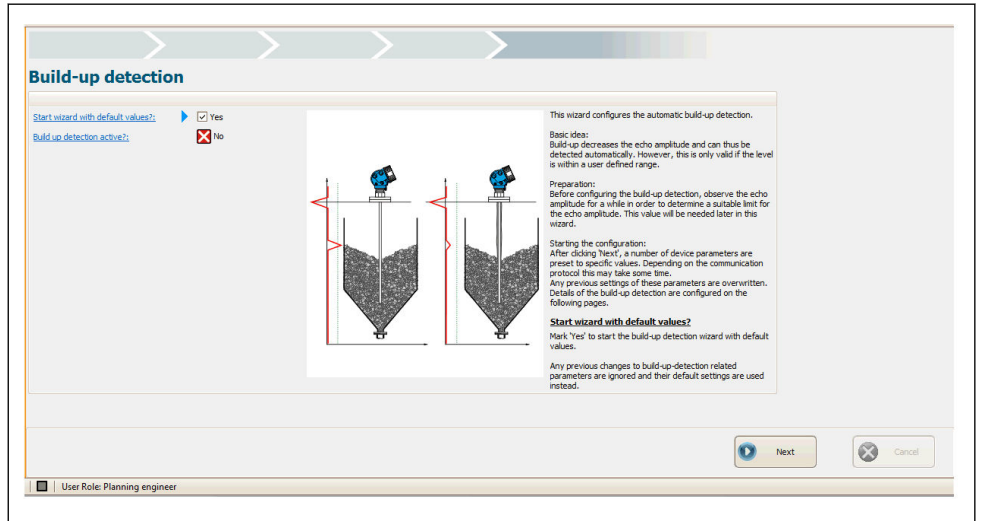 Build-up detection
Start wizard with default values?:
Yes
Build up detection active?:
No
This wizard configures the automatic build-up detection.
Basic idea:
Build-up decreases the echo amplitude and can thus be
detected automatically. However, this is only valid if the level
is within a user defined range.
Preparation:
Before configuring the build-up detection, observe the echo
amplitude for a while in order to determine a suitable limit for
the echo amplitude. This value will be needed later in this
wizard.
Starting the configuration:
After clicking 'Next', a number of device parameters are
preset to specific values. Depending on the communication
protocol this may take some time.
Any previous settings of these parameters are overwritten.
Details of the build-up detection are configured on the
following pages.
Start wizard with default values?
Mark 'Yes' to start the build-up detection wizard with default
values.
Any previous changes to build-up-detection related
parameters are ignored and their default settings are used
instead.
Next
Cancel
User Role: Planning engineer